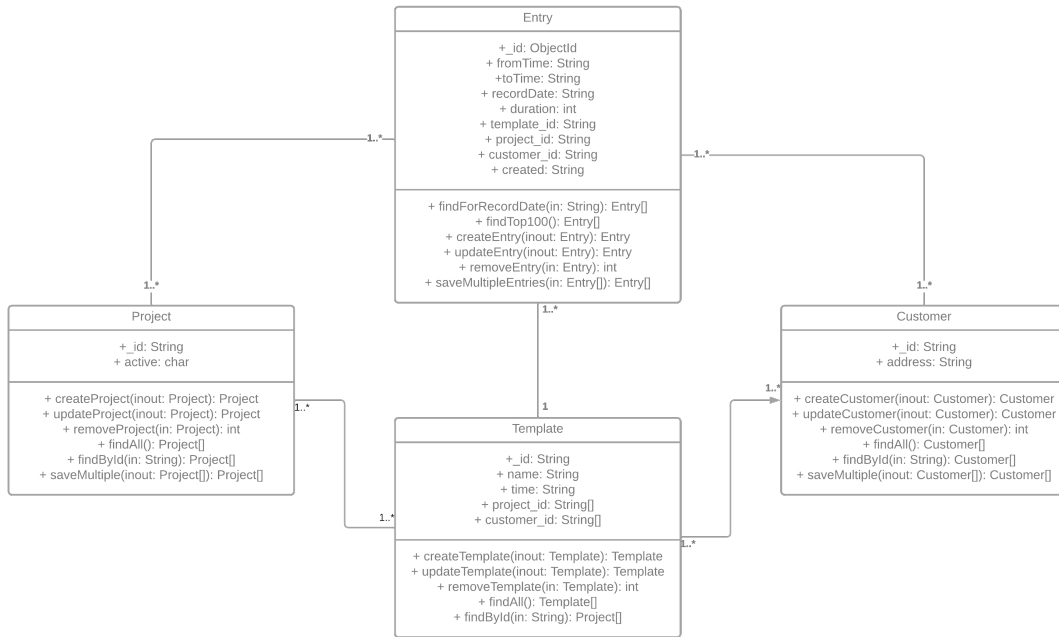 Entry
+_id: ObjectId
+ fromTime: String
+toTime: String
+ recordDate: String
+ duration: int
+ template_id: String
+ project_id: String
+ customer_id: String
+ created: String
+ findForRecordDate(in: String): Entry[]
+ findTop100(): Entry[]
+ createEntry(inout: Entry): Entry
+ updateEntry(inout: Entry): Entry
+ removeEntry(in: Entry): int
+ saveMultipleEntries(in: Entry[]): Entry[]
1..*
1..*
1..*
1..*
1..*
1
Project
+_id: String
+ active: char
+ createProject(inout: Project): Project
+ updateProject(inout: Project): Project
+ removeProject(in: Project): int
+ findAll(): Project[]
+ findById(in: String): Project[]
+ saveMultiple(inout: Project[]): Project[]
1..*
1..*
Customer
+_id: String
+ address: String
+ createCustomer(inout: Customer): Customer
+ updateCustomer(inout: Customer): Customer
+ removeCustomer(in: Customer): int
+ findAll(): Customer[]
+ findById(in: String): Customer[]
+ saveMultiple(inout: Customer[]): Customer[]
1..*
1..*
Template
+_id: String
+ name: String
+ time: String
+ project_id: String[]
+ customer_id: String[]
+ createTemplate(inout: Template): Template
+ updateTemplate(inout: Template): Template
+ removeTemplate(in: Template): int
+ findAll(): Template[]
+ findById(in: String): Project[]